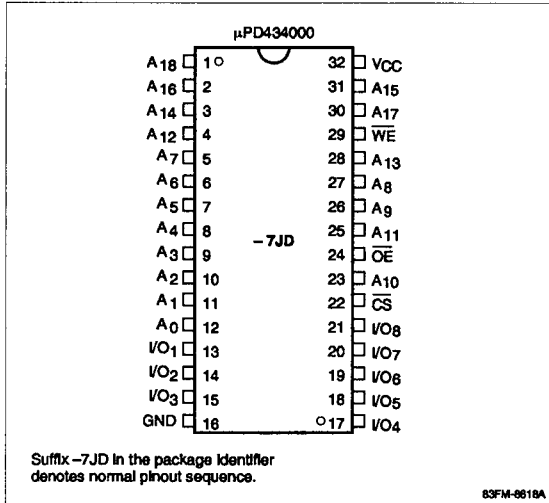 μPD434000
A18 1 32 VCC
A16 2 31 A15
A14 3 30 A17
A12 4 29 W̅E̅
A7 5 28 A13
A6 6 27 A8
A5 7 26 A9
A4 8 25 A11
A3 9 –7JD 24 O̅E̅
A2 10 23 A10
A1 11 22 C̅S̅
A0 12 21 I/O8
I/O1 13 20 I/O7
I/O2 14 19 I/O6
I/O3 15 18 I/O5
GND 16 17 I/O4
Suffix –7JD in the package identifier
denotes normal pinout sequence.
83FM-8618A